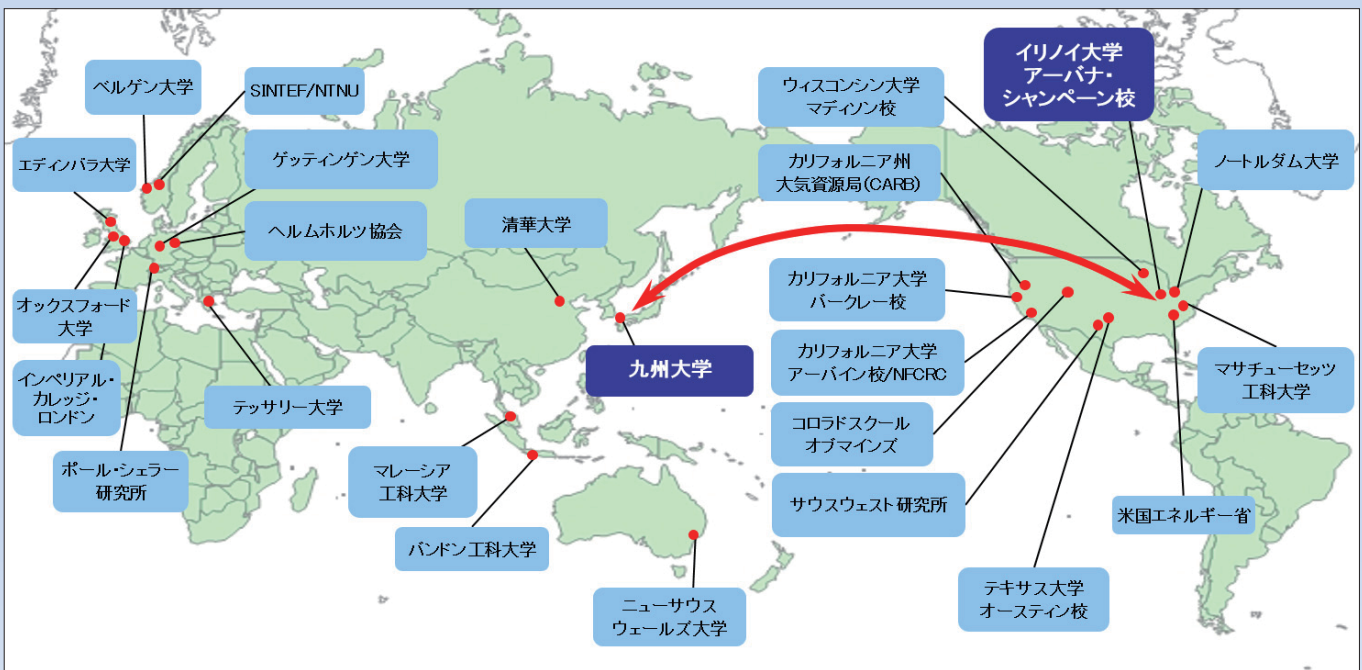 ベルゲン大学
SINTEF/NTNU
エディンバラ大学
ゲッティンゲン大学
ヘルムホルツ協会
清華大学
オックスフォード
大学
インペリアル・
カレッジ・
ロンドン
テッサリー大学
ポール・シェラー
研究所
マレーシア
工科大学
バンドン工科大学
ニューサウス
ウェールズ大学
九州大学
ウィスコンシン大学
マディソン校
イリノイ大学
アーバナ・
シャンペーン校
カリフォルニア州
大気資源局(CARB)
ノートルダム大学
カリフォルニア大学
バークレー校
カリフォルニア大学
アーバイン校/NFCRC
マサチューセッツ
工科大学
コロラドスクール
オブマインズ
サウスウェスト研究所
米国エネルギー省
テキサス大学
オースティン校